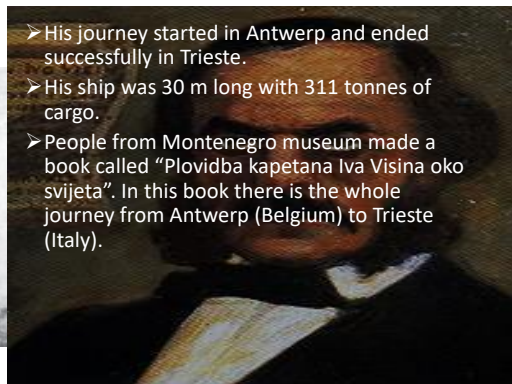 ➢His journey started in Antwerp and ended
successfully in Trieste.
➢His ship was 30 m long with 311 tonnes of
cargo.
➢People from Montenegro museum made a
book called “Plovidba kapetana Iva Visina oko
svijeta”. In this book there is the whole
journey from Antwerp (Belgium) to Trieste
(Italy).